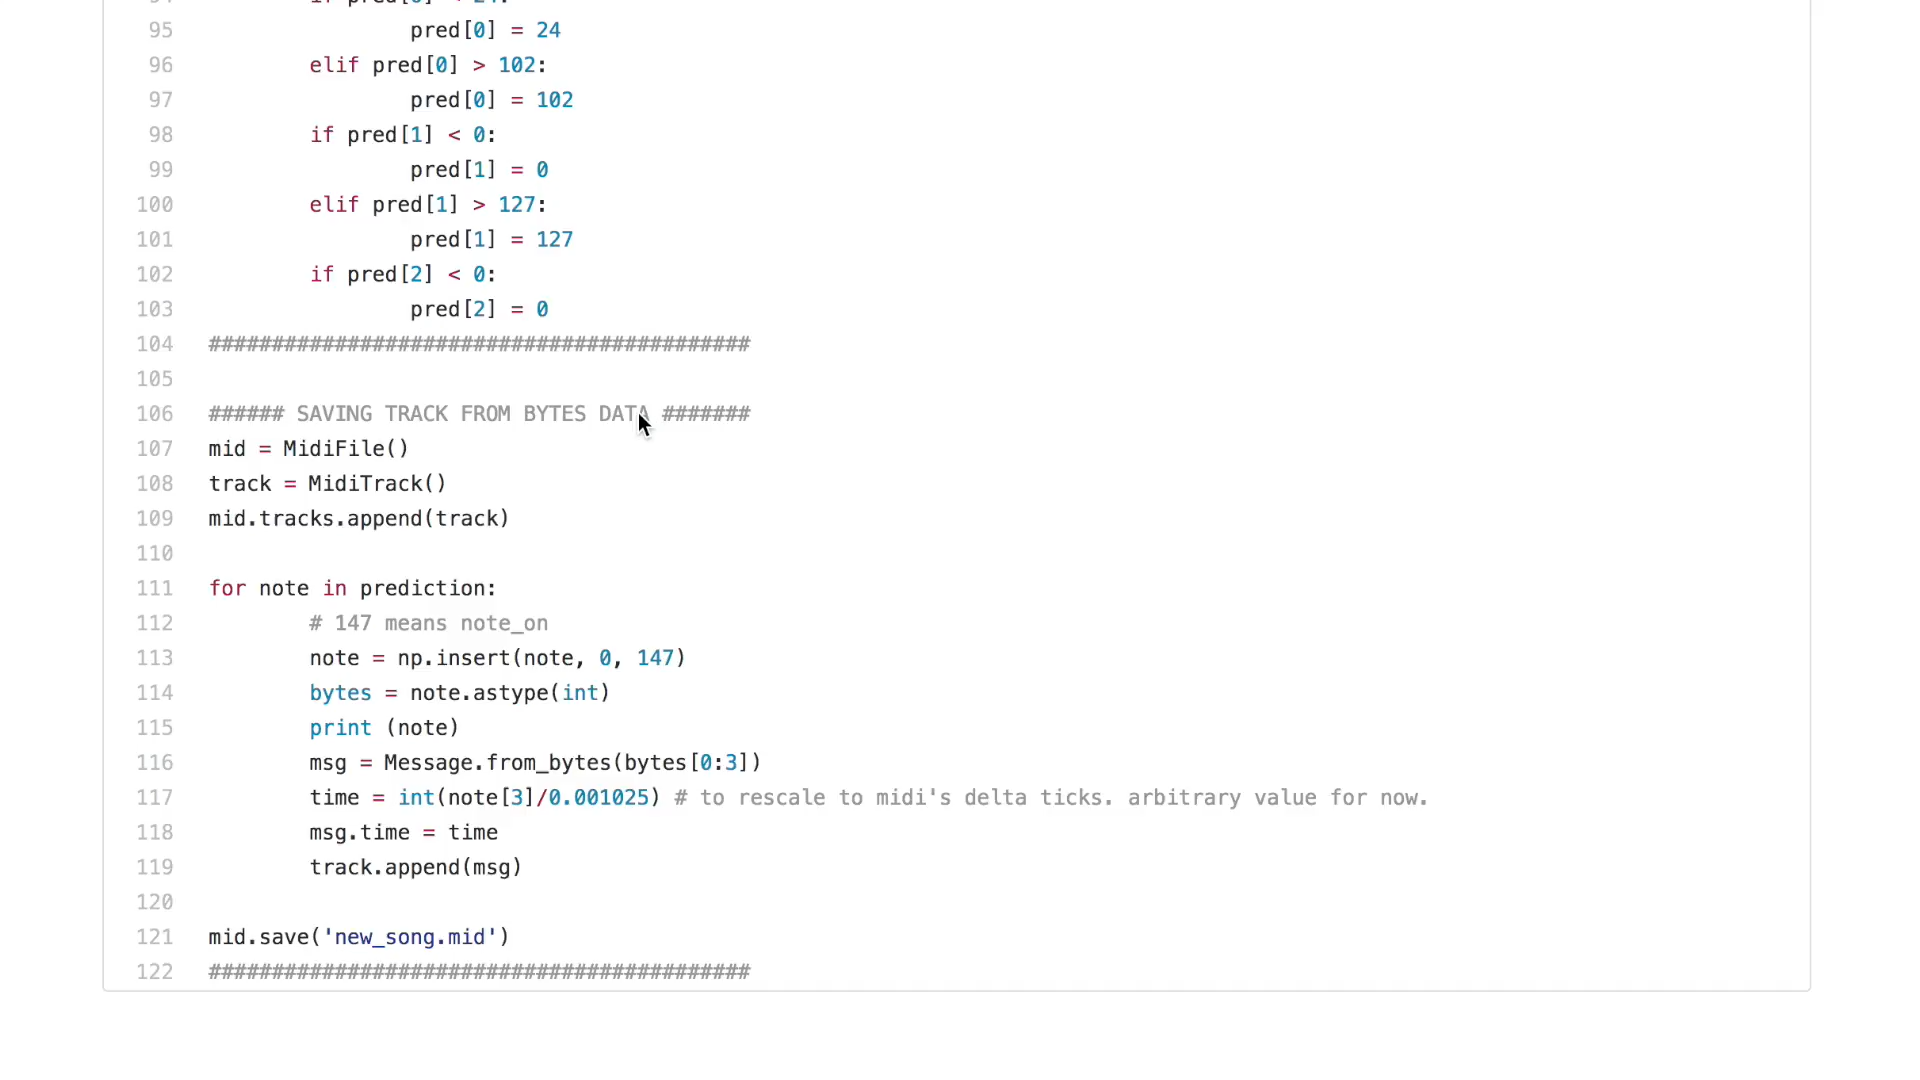 95 pred[0] = 24
96 elif pred[0] > 102:
97 pred[0] = 102
98 if pred[1] < 0:
99 pred[1] = 0
100 elif pred[1] > 127:
101 pred[1] = 127
102 if pred[2] < 0:
103 pred[2] = 0
104 ###########################################
105
106 ###### SAVING TRACK FROM BYTES DATA #######
107 mid = MidiFile()
108 track = MidiTrack()
109 mid.tracks.append(track)
110
111 for note in prediction:
112 # 147 means note_on
113 note = np.insert(note, 0, 147)
114 bytes = note.astype(int)
115 print (note)
116 msg = Message.from_bytes(bytes[0:3])
117 time = int(note[3]/0.001025) # to rescale to midi's delta ticks. arbitrary value for now.
118 msg.time = time
119 track.append(msg)
120
121 mid.save('new_song.mid')
122 ###########################################